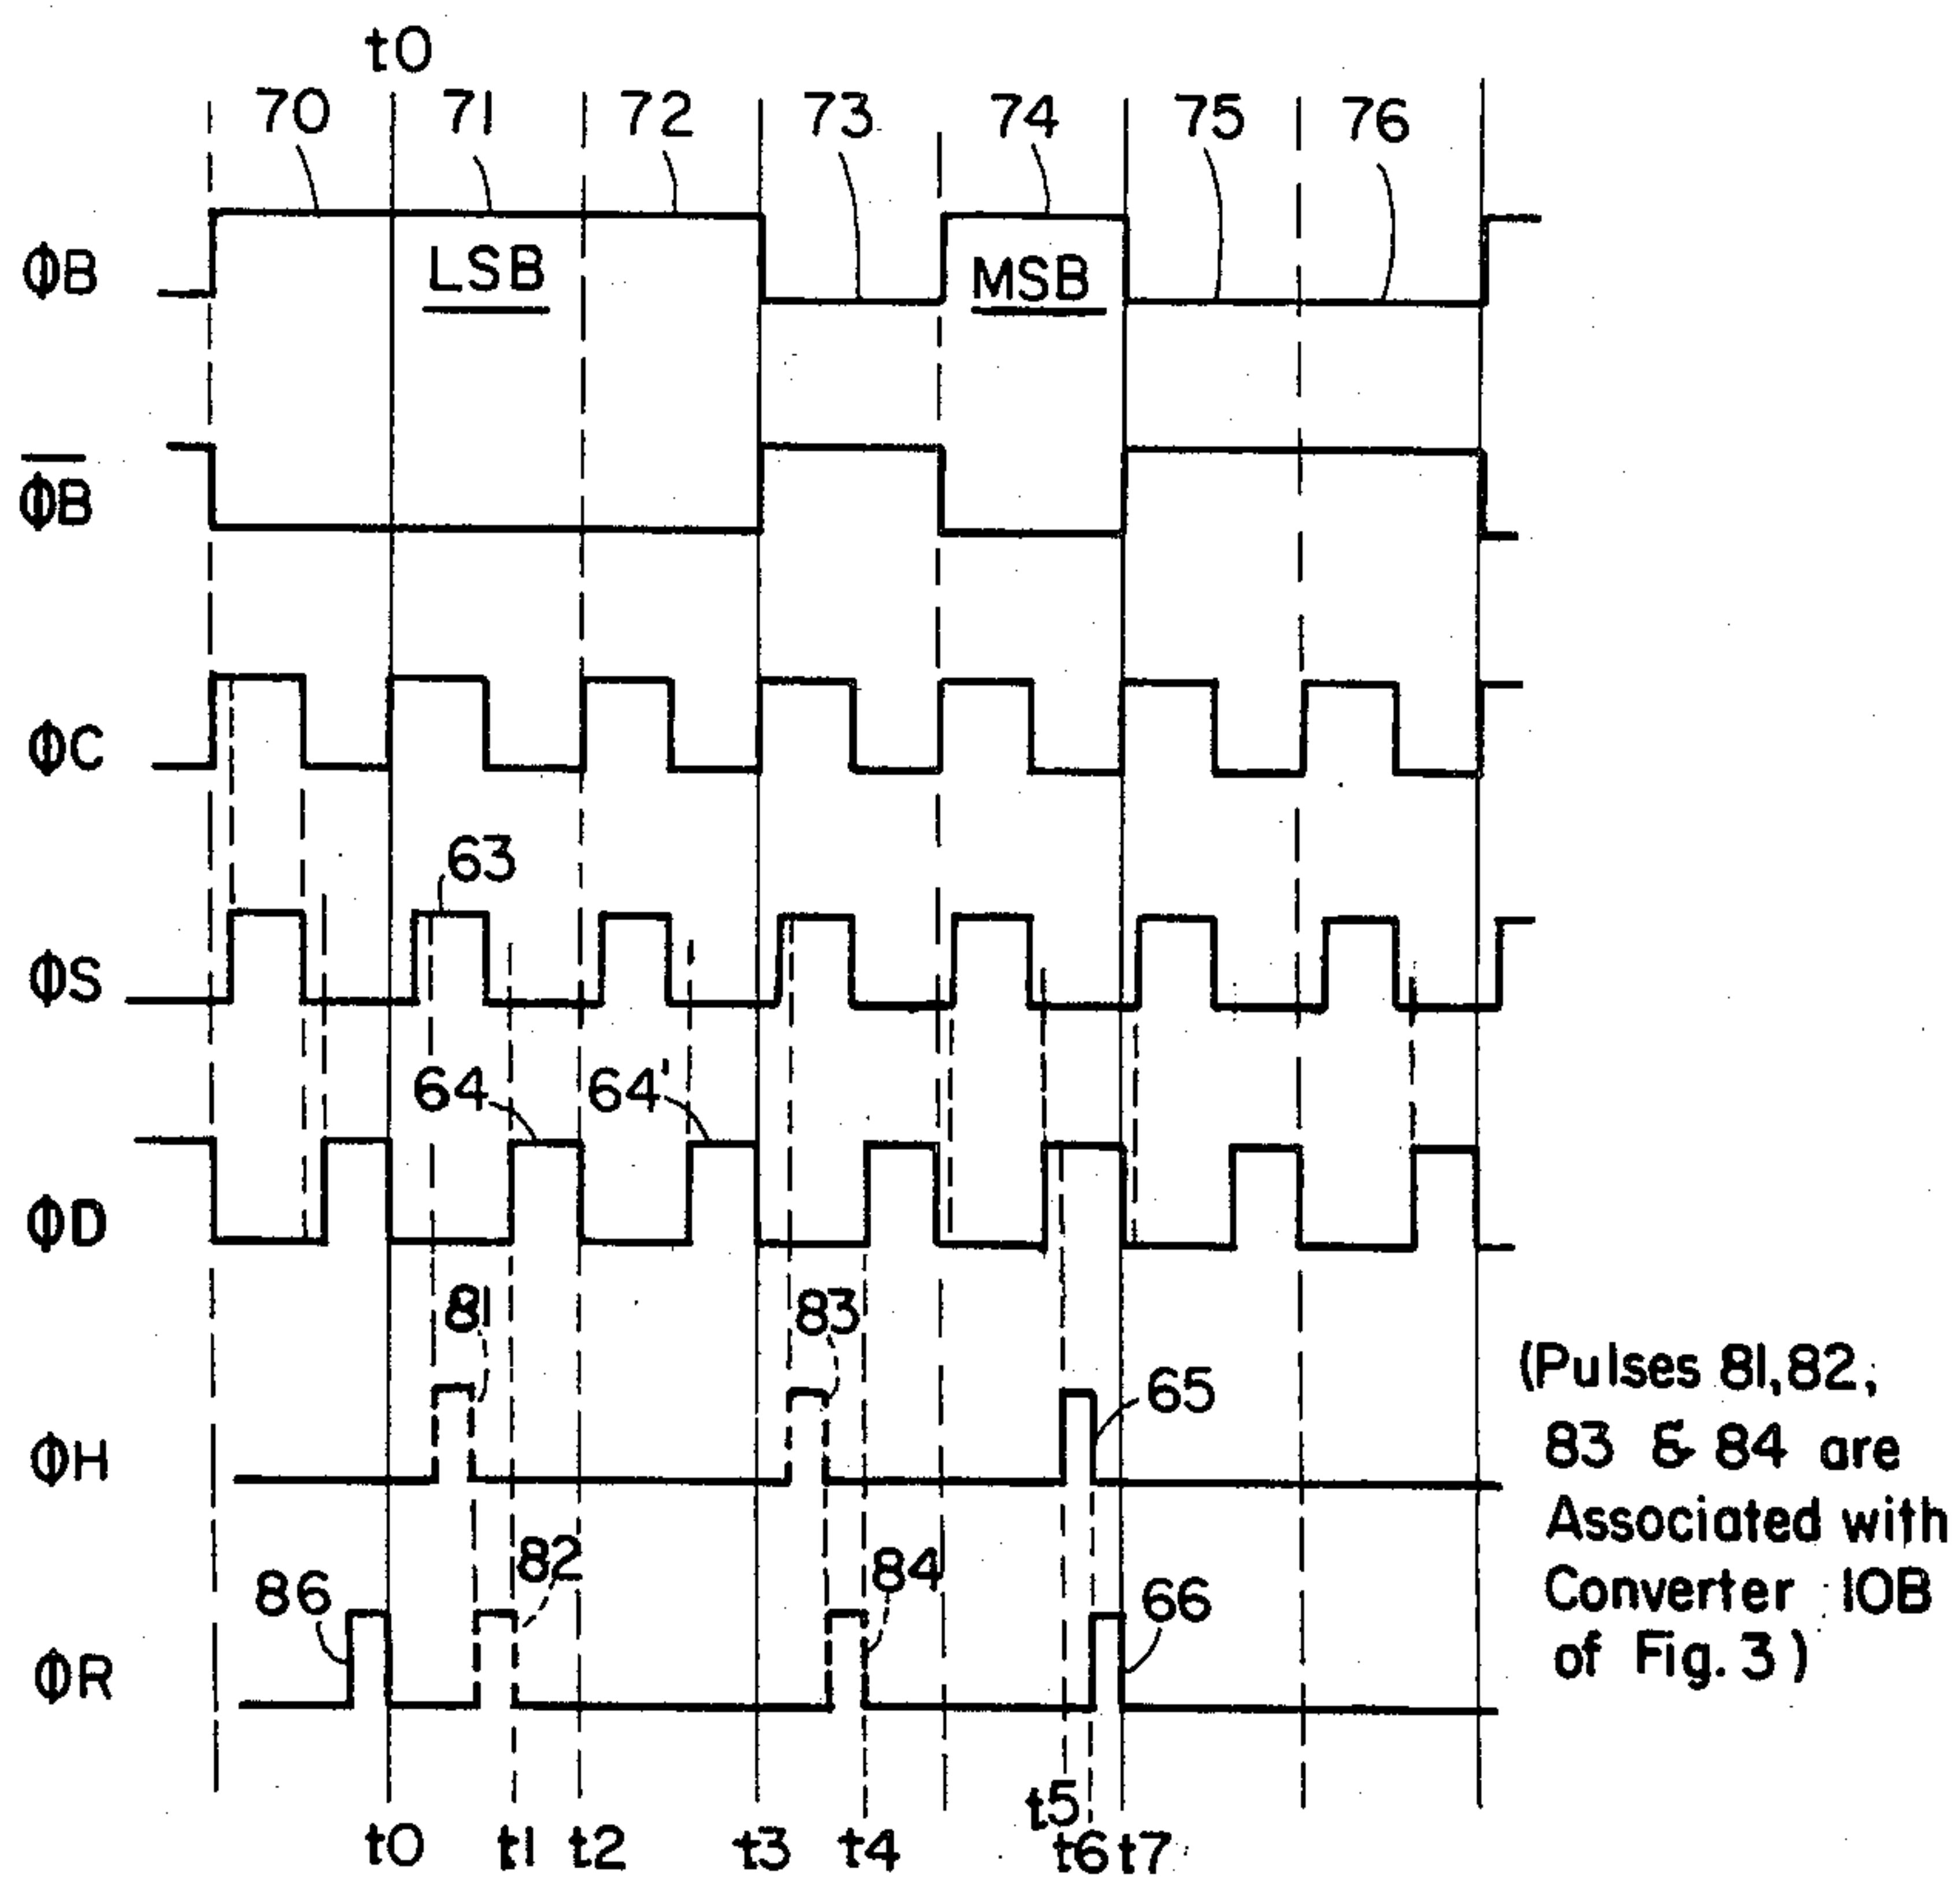 t0
70 71 72 73 74 75 76
ΦB LSB MSB
Φ̅B̅
ΦC
63
ΦS
64 64'
ΦD
81 83
(Pulses 81,82,
65
83 & 84 are
ΦH
Associated with
82 84
Converter 10B
86 66
of Fig. 3)
ΦR
t5
t0 t1 t2 t3 t4 t6 t7